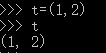 >>> t=(1,2)
>>> t
(1, 2)